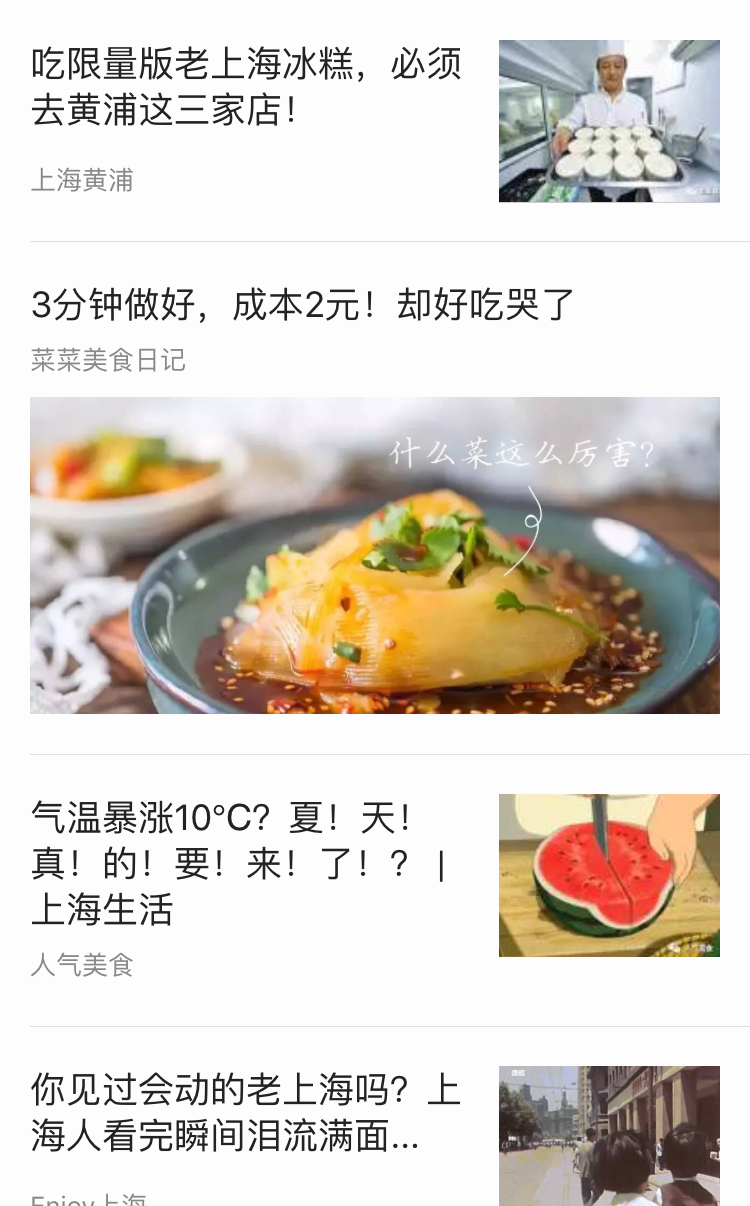 吃限量版老上海冰糕，必须
去黄浦这三家店！
上海黄浦
3分钟做好，成本2元！却好吃哭了
菜菜美食日记
什么菜这么厉害？
气温暴涨10°C？夏！天！
真！的！要！来！了！？ |
上海生活
人气美食
人气美食
你见过会动的老上海吗？上
海人看完瞬间泪流满面...
Enjoy上海